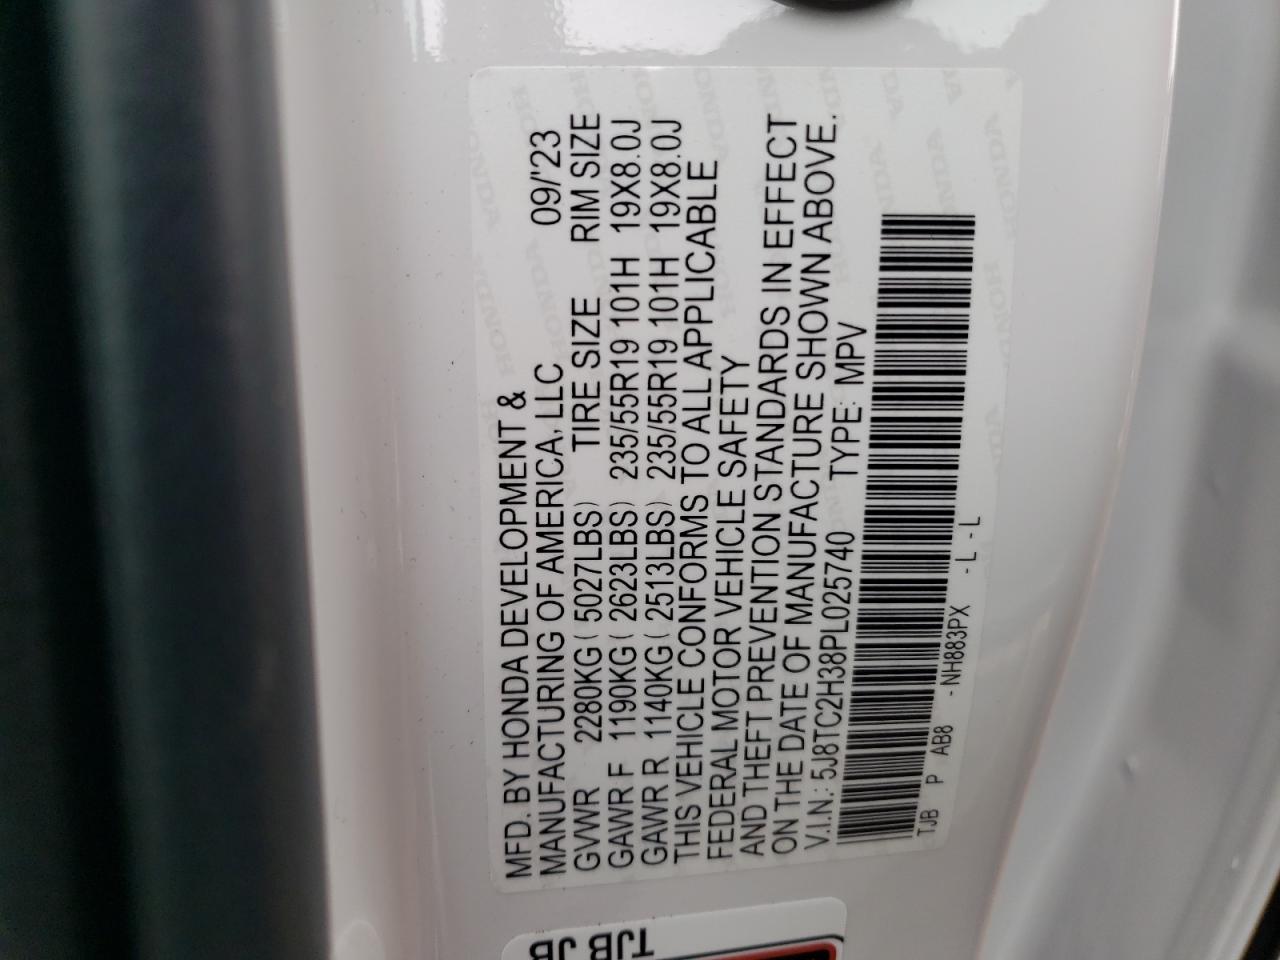 MFD. BY HONDA DEVELOPMENT &
MANUFACTURING OF AMERICA, LLC 09/'23
GVWR 2280KG ( 5027LBS) TIRE SIZE RIM SIZE
GAWR F 1190KG ( 2623LBS) 235/55R19 101H 19X8.0J
GAWR R 1140KG ( 2513LBS) 235/55R19 101H 19X8.0J
THIS VEHICLE CONFORMS TO ALL APPLICABLE
FEDERAL MOTOR VEHICLE SAFETY
AND THEFT PREVENTION STANDARDS IN EFFECT
ON THE DATE OF MANUFACTURE SHOWN ABOVE.
V.I.N.: 5J8TC2H38PL025740 TYPE: MPV
TJB P AB8 - NH883PX - L - L
TJB
JB